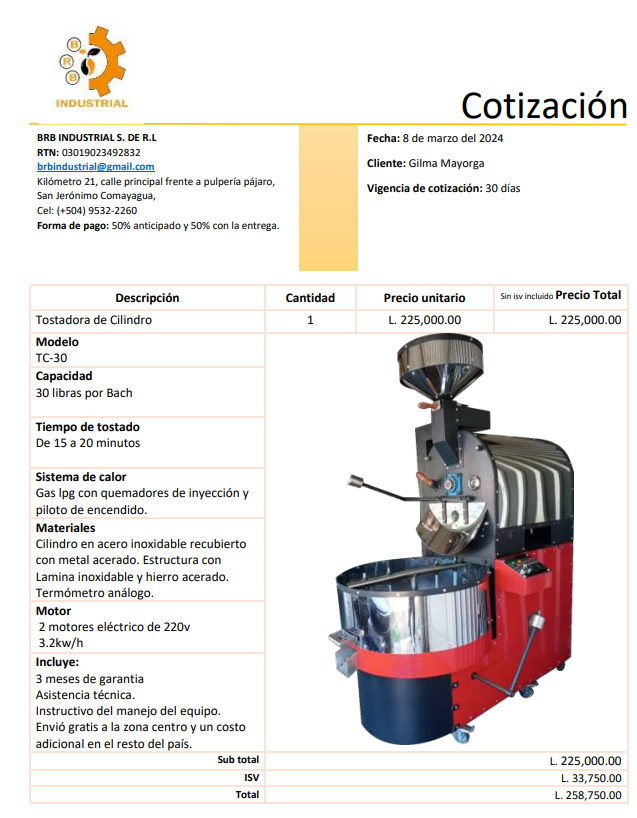 BRB
INDUSTRIAL
Cotización
BRB INDUSTRIAL S. DE R.L
RTN: 03019023492832
brbindustrial@gmail.com
Kilómetro 21, calle principal frente a pulpería pájaro,
San Jerónimo Comayagua,
Cel: (+504) 9532-2260
Forma de pago: 50% anticipado y 50% con la entrega.
Fecha: 8 de marzo del 2024
Cliente: Gilma Mayorga
Vigencia de cotización: 30 días
Descripción Cantidad Precio unitario Sin isv incluido Precio Total
Tostadora de Cilindro 1 L. 225,000.00 L. 225,000.00
Modelo
TC-30
Capacidad
30 libras por Bach
Tiempo de tostado
De 15 a 20 minutos
Sistema de calor
Gas lpg con quemadores de inyección y
piloto de encendido.
Materiales
Cilindro en acero inoxidable recubierto
con metal acerado. Estructura con
Lamina inoxidable y hierro acerado.
Termómetro análogo.
Motor
2 motores eléctrico de 220v
3.2kw/h
Incluye:
3 meses de garantia
Asistencia técnica.
Instructivo del manejo del equipo.
Envió gratis a la zona centro y un costo
adicional en el resto del país.
Sub total L. 225,000.00
ISV L. 33,750.00
Total L. 258,750.00